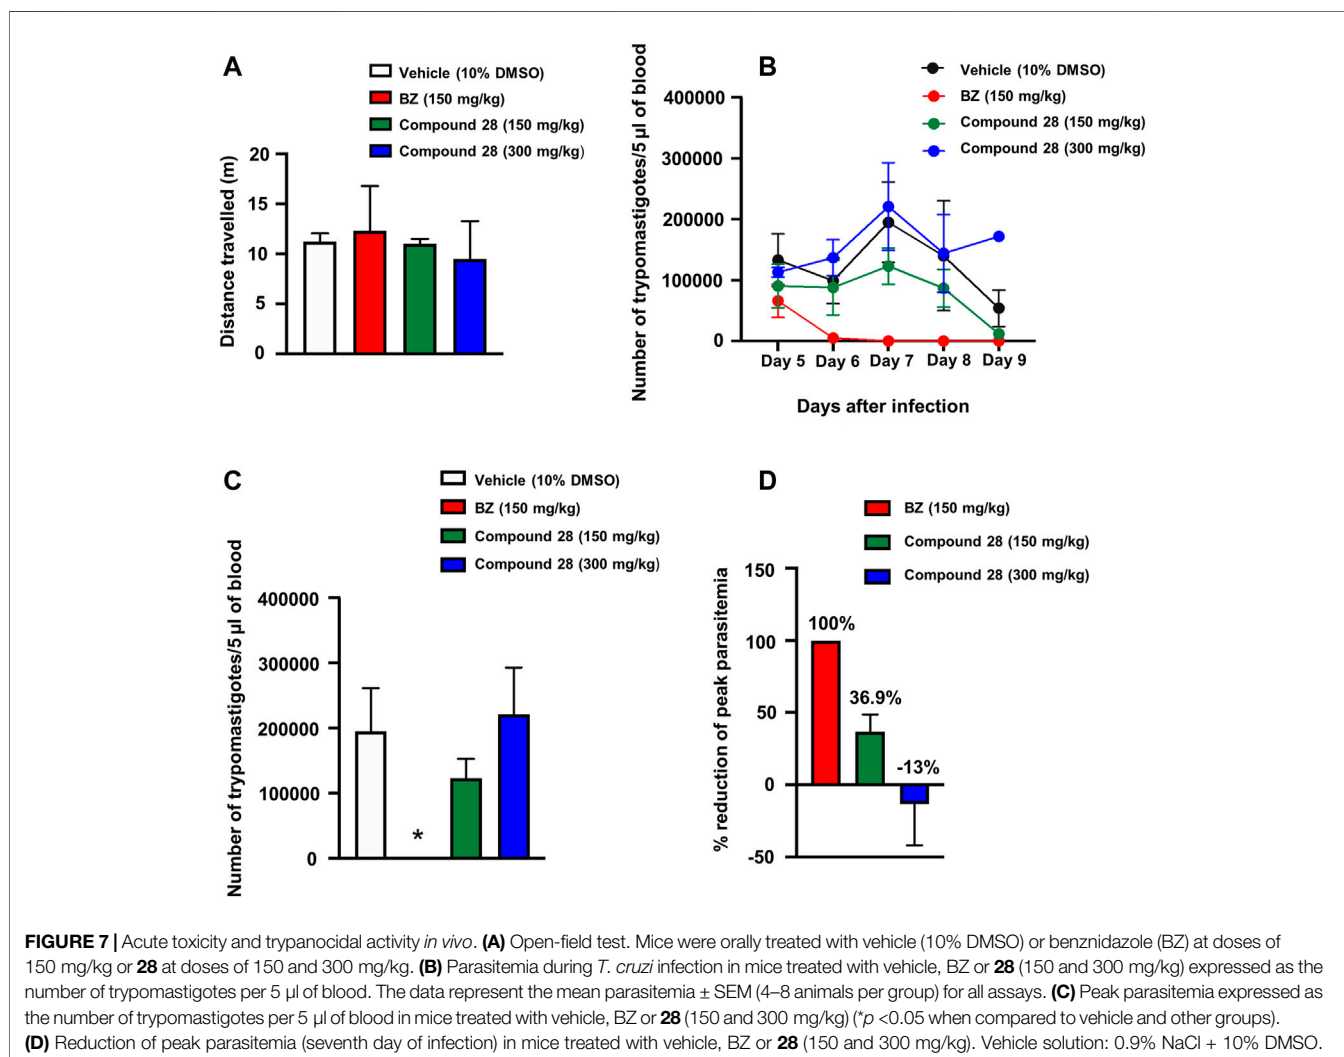 A
Vehicle (10% DMSO)
BZ (150 mg/kg)
Compound 28 (150 mg/kg)
Compound 28 (300 mg/kg)
Distance travelled (m)
20
15
10
5
0
B
Vehicle (10% DMSO)
BZ (150 mg/kg)
Compound 28 (150 mg/kg)
Compound 28 (300 mg/kg)
Number of trypomastigotes/5 µl of blood
400000
300000
200000
100000
0
Day 5 Day 6 Day 7 Day 8 Day 9
Days after infection
C
Vehicle (10% DMSO)
BZ (150 mg/kg)
Compound 28 (150 mg/kg)
Compound 28 (300 mg/kg)
Number of trypomastigotes/5 µl of blood
400000
300000
200000
100000
0
*
D
BZ (150 mg/kg)
Compound 28 (150 mg/kg)
Compound 28 (300 mg/kg)
% reduction of peak parasitemia
150
100
50
0
-50
100%
36.9%
-13%
FIGURE 7 | Acute toxicity and trypanocidal activity in vivo. (A) Open-field test. Mice were orally treated with vehicle (10% DMSO) or benznidazole (BZ) at doses of
150 mg/kg or 28 at doses of 150 and 300 mg/kg. (B) Parasitemia during T. cruzi infection in mice treated with vehicle, BZ or 28 (150 and 300 mg/kg) expressed as the
number of trypomastigotes per 5 µl of blood. The data represent the mean parasitemia ± SEM (4–8 animals per group) for all assays. (C) Peak parasitemia expressed as
the number of trypomastigotes per 5 µl of blood in mice treated with vehicle, BZ or 28 (150 and 300 mg/kg) (*p <0.05 when compared to vehicle and other groups).
(D) Reduction of peak parasitemia (seventh day of infection) in mice treated with vehicle, BZ or 28 (150 and 300 mg/kg). Vehicle solution: 0.9% NaCl + 10% DMSO.